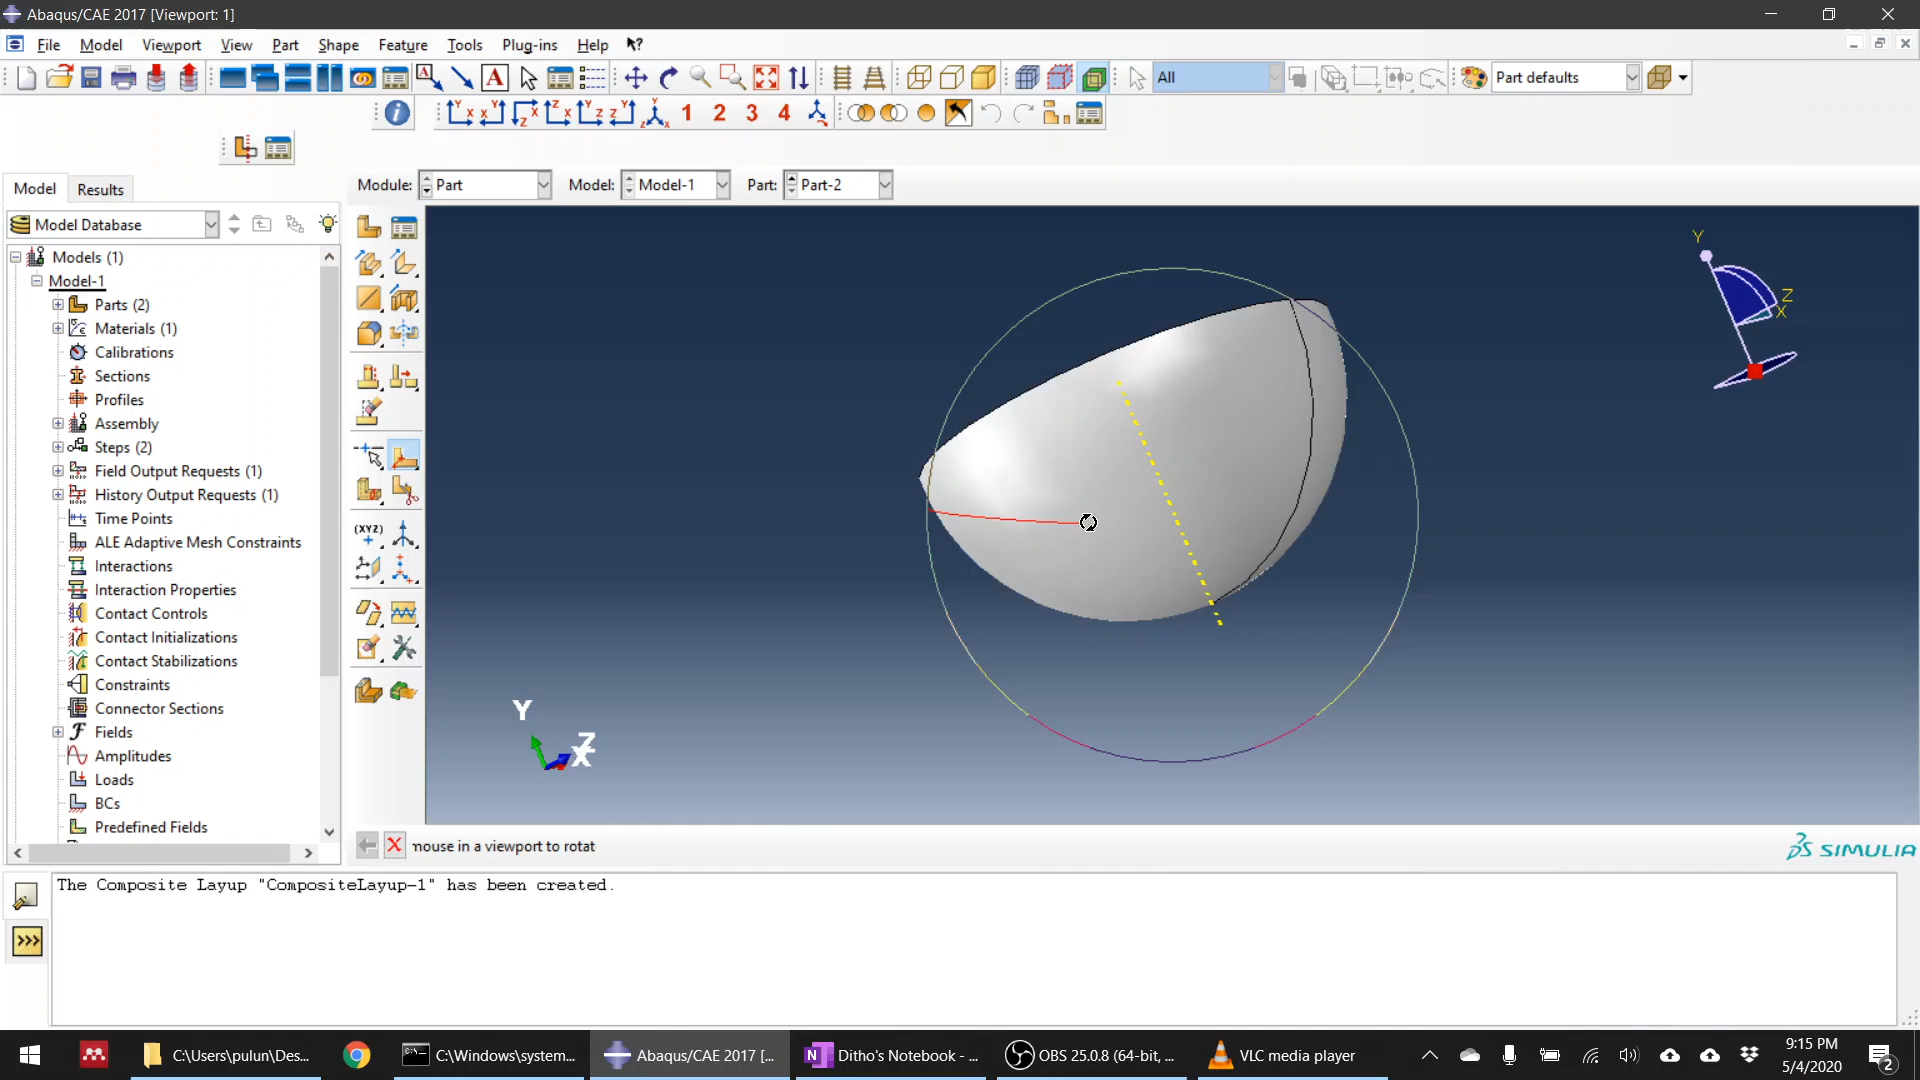 Abaqus/CAE 2017 [Viewport: 1]
File Model Viewport View Part Shape Feature Tools Plug-ins Help
A All Part defaults
1 2 3 4
Model Results
Module: Part Model: Model-1 Part: Part-2
Model Database
Models (1)
Model-1
Parts (2)
Materials (1)
Calibrations
Sections
Profiles
Assembly
Steps (2)
Field Output Requests (1)
History Output Requests (1)
Time Points
ALE Adaptive Mesh Constraints
Interactions
Interaction Properties
Contact Controls
Contact Initializations
Contact Stabilizations
Constraints
Connector Sections
Fields
Amplitudes
Loads
BCs
Predefined Fields
(XYZ)
Y
Z
X
Y
Z
X
mouse in a viewport to rotat
SIMULIA
The Composite Layup "CompositeLayup-1" has been created.
>>>
C:\Users\pulun\Des... C:\Windows\system... Abaqus/CAE 2017 [... Ditho's Notebook - ... OBS 25.0.8 (64-bit, ... VLC media player
9:15 PM
5/4/2020
2